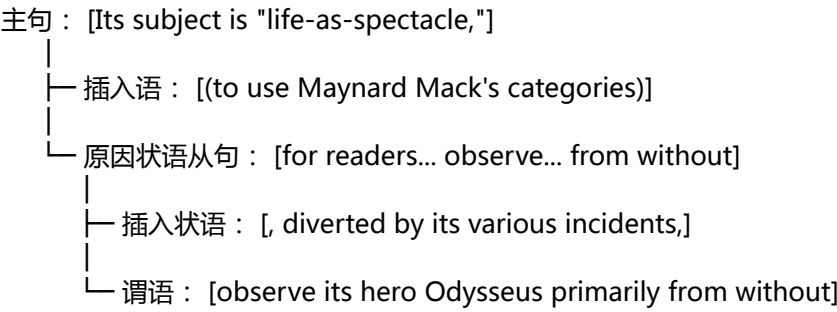 主句：[Its subject is "life-as-spectacle,"]
插入语：[(to use Maynard Mack's categories)]
原因状语从句：[for readers... observe... from without]
插入状语：[, diverted by its various incidents,]
谓语：[observe its hero Odysseus primarily from without]